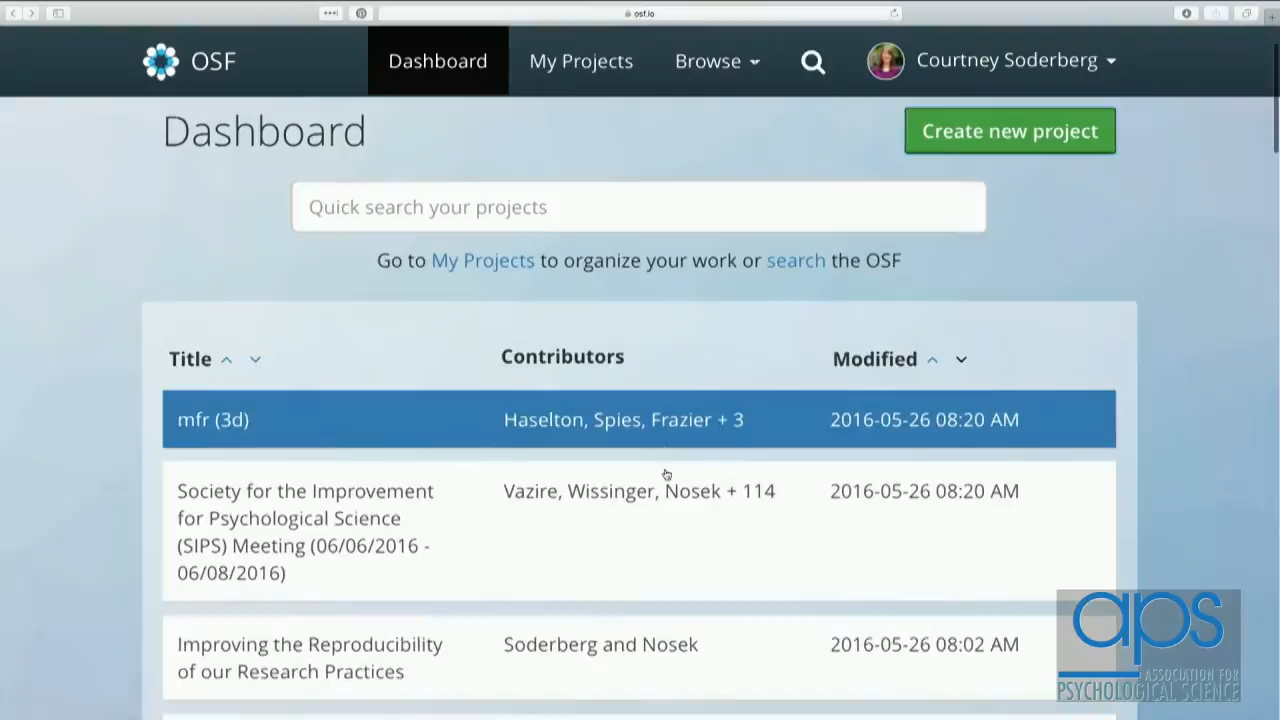 osf.io
OSF
Dashboard
My Projects
Browse
Courtney Soderberg
Dashboard
Create new project
Quick search your projects
Go to My Projects to organize your work or search the OSF
Title
Contributors
Modified
mfr (3d)
Haselton, Spies, Frazier + 3
2016-05-26 08:20 AM
Society for the Improvement
for Psychological Science
(SIPS) Meeting (06/06/2016 -
06/08/2016)
Vazire, Wissinger, Nosek + 114
2016-05-26 08:20 AM
Improving the Reproducibility
of our Research Practices
Soderberg and Nosek
2016-05-26 08:02 AM
aps
ASSOCIATION FOR
PSYCHOLOGICAL SCIENCE